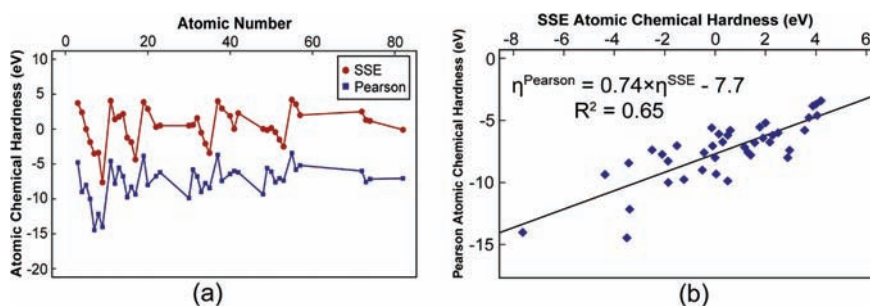 Atomic Number
0 20 40 60 80
10
5
0
-5
-10
-15
-20
Atomic Chemical Hardness (eV)
SSE
Pearson
(a)
SSE Atomic Chemical Hardness (eV)
-8 -6 -4 -2 0 2 4 6
0
-5
-10
-15
Pearson Atomic Chemical Hardness (eV)
η^Pearson = 0.74×η^SSE - 7.7
R² = 0.65
(b)